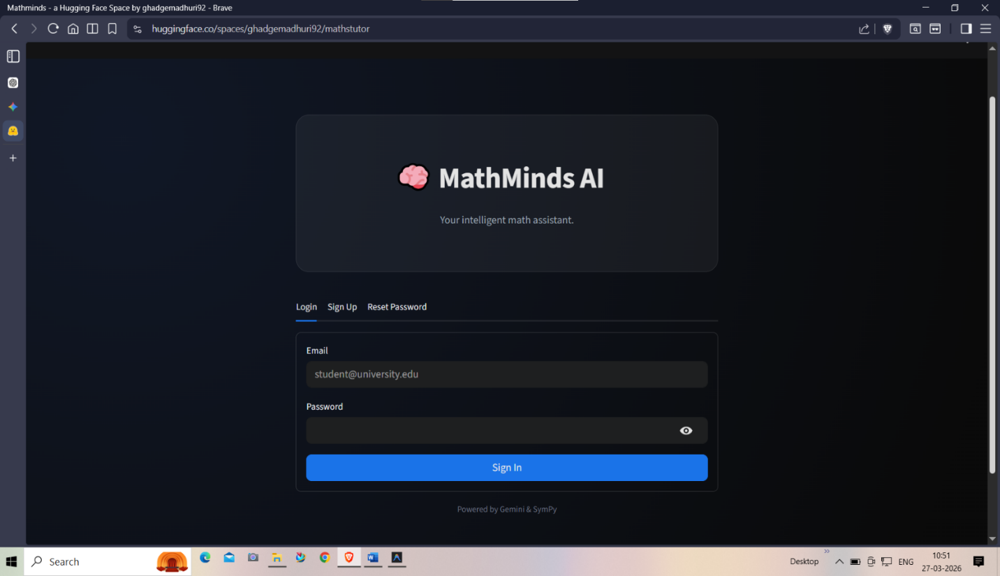 Mathminds - a Hugging Face Space by ghadgemadhuri92 - Brave
huggingface.co/spaces/ghadgemadhuri92/mathstutor
MathMinds AI
Your intelligent math assistant.
Login Sign Up Reset Password
Email
student@university.edu
Password
Sign In
Powered by Gemini & SymPy
Search
Desktop
ENG
10:51
27-03-2026